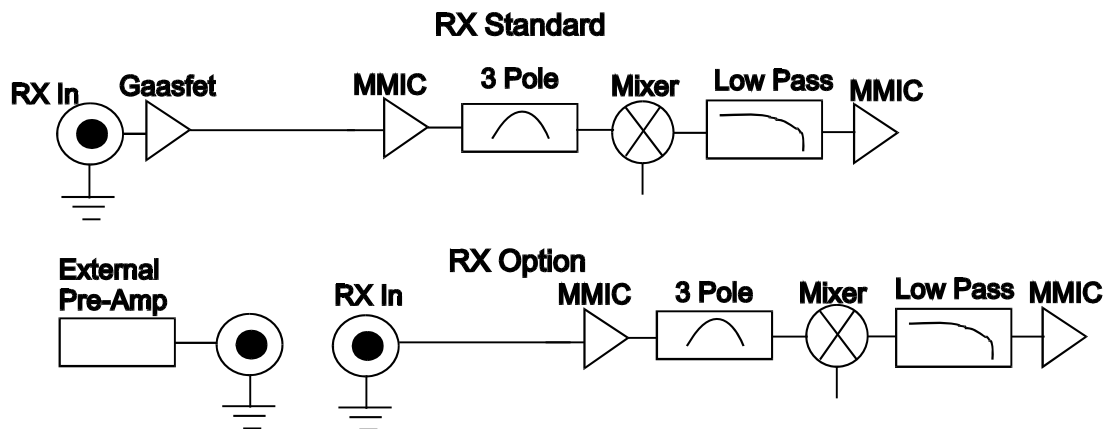 RX Standard
RX In
Gaasfet
MMIC
3 Pole
Mixer
Low Pass
MMIC
RX Option
External
Pre-Amp
RX In
MMIC
3 Pole
Mixer
Low Pass
MMIC